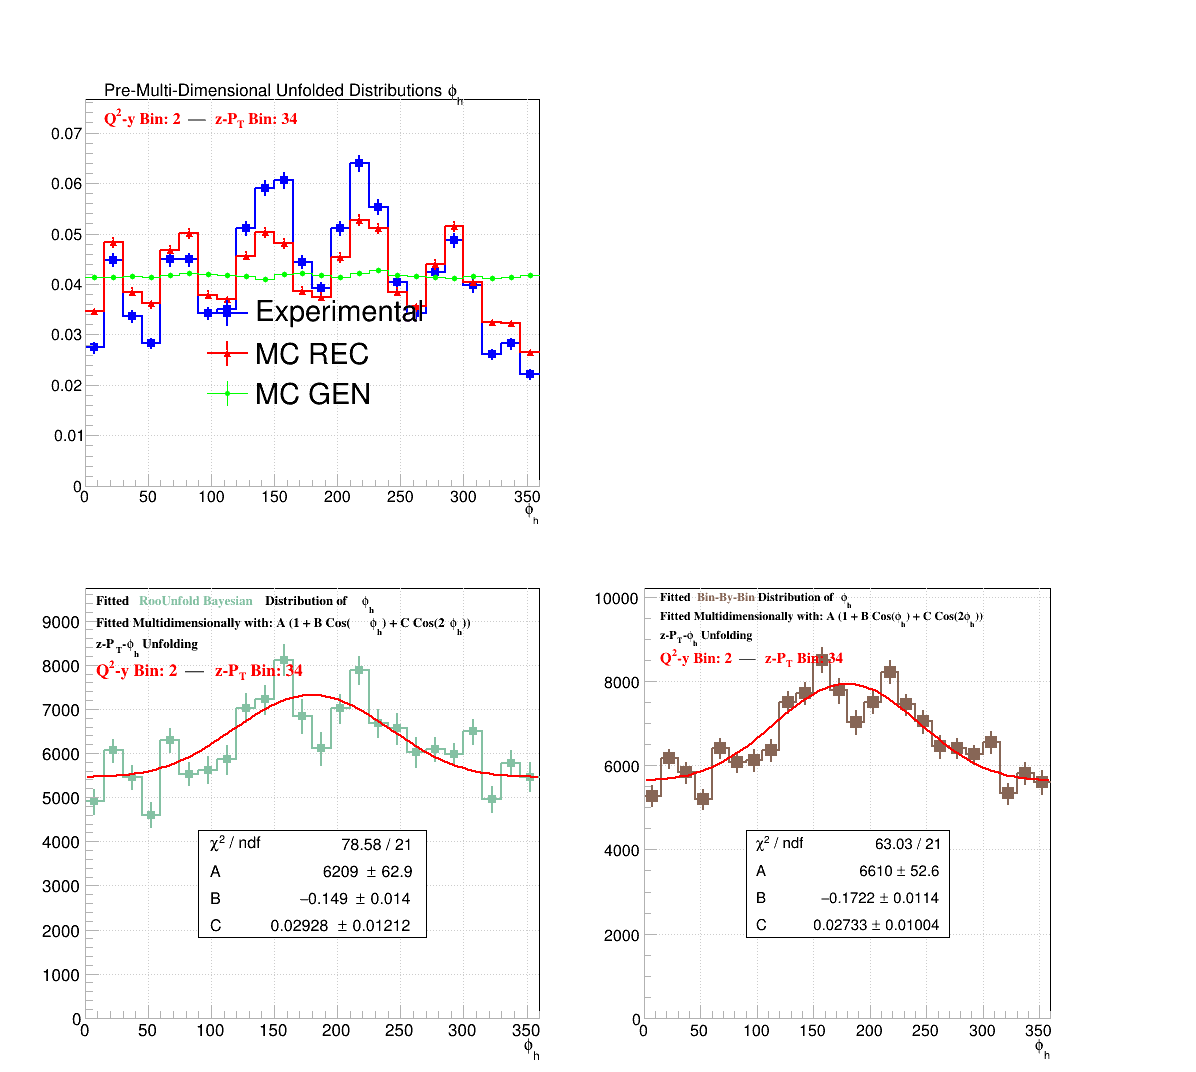 Pre-Multi-Dimensional Unfolded Distributions ϕh
Q2-y Bin: 2 — z-PT Bin: 34
0.07
0.06
0.05
0.04
0.03
0.02
0.01
0
Experimental
MC REC
MC GEN
0 50 100 150 200 250 300 350
ϕh
Fitted RooUnfold Bayesian Distribution of ϕh
Fitted Multidimensionally with: A (1 + B Cos( ϕh) + C Cos(2 ϕh))
z-PT-ϕh Unfolding
Q2-y Bin: 2 — z-PT Bin: 34
9000
8000
7000
6000
5000
4000
3000
2000
1000
0
χ2 / ndf 78.58 / 21
A 6209 ± 62.9
B −0.149 ± 0.014
C 0.02928 ± 0.01212
0 50 100 150 200 250 300 350
ϕh
Fitted Bin-By-Bin Distribution of ϕh
Fitted Multidimensionally with: A (1 + B Cos(ϕh) + C Cos(2ϕh))
z-PT-ϕh Unfolding
Q2-y Bin: 2 — z-PT Bin: 34
10000
8000
6000
4000
2000
0
χ2 / ndf 63.03 / 21
A 6610 ± 52.6
B −0.1722 ± 0.0114
C 0.02733 ± 0.01004
0 50 100 150 200 250 300 350
ϕh